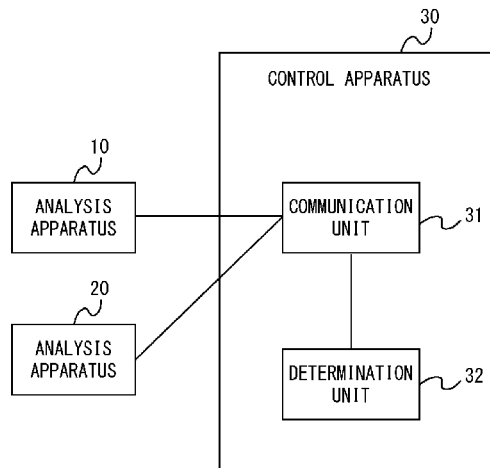 30
CONTROL APPARATUS
10
ANALYSIS
APPARATUS
COMMUNICATION
UNIT
31
20
ANALYSIS
APPARATUS
DETERMINATION
UNIT
32